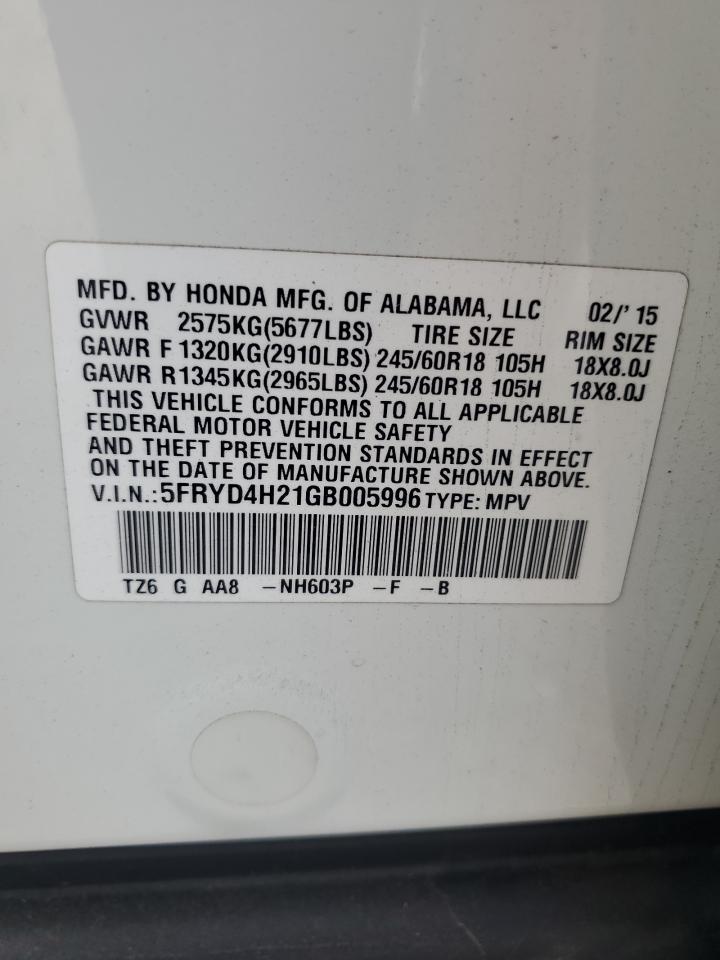 MFD. BY HONDA MFG. OF ALABAMA, LLC 02/'15
GVWR 2575KG(5677LBS) TIRE SIZE RIM SIZE
GAWR F 1320KG(2910LBS) 245/60R18 105H 18X8.0J
GAWR R 1345KG(2965LBS) 245/60R18 105H 18X8.0J
THIS VEHICLE CONFORMS TO ALL APPLICABLE
FEDERAL MOTOR VEHICLE SAFETY
AND THEFT PREVENTION STANDARDS IN EFFECT
ON THE DATE OF MANUFACTURE SHOWN ABOVE.
V.I.N.: 5FRYD4H21GB005996 TYPE: MPV
TZ6 G AA8 -NH603P -F -B